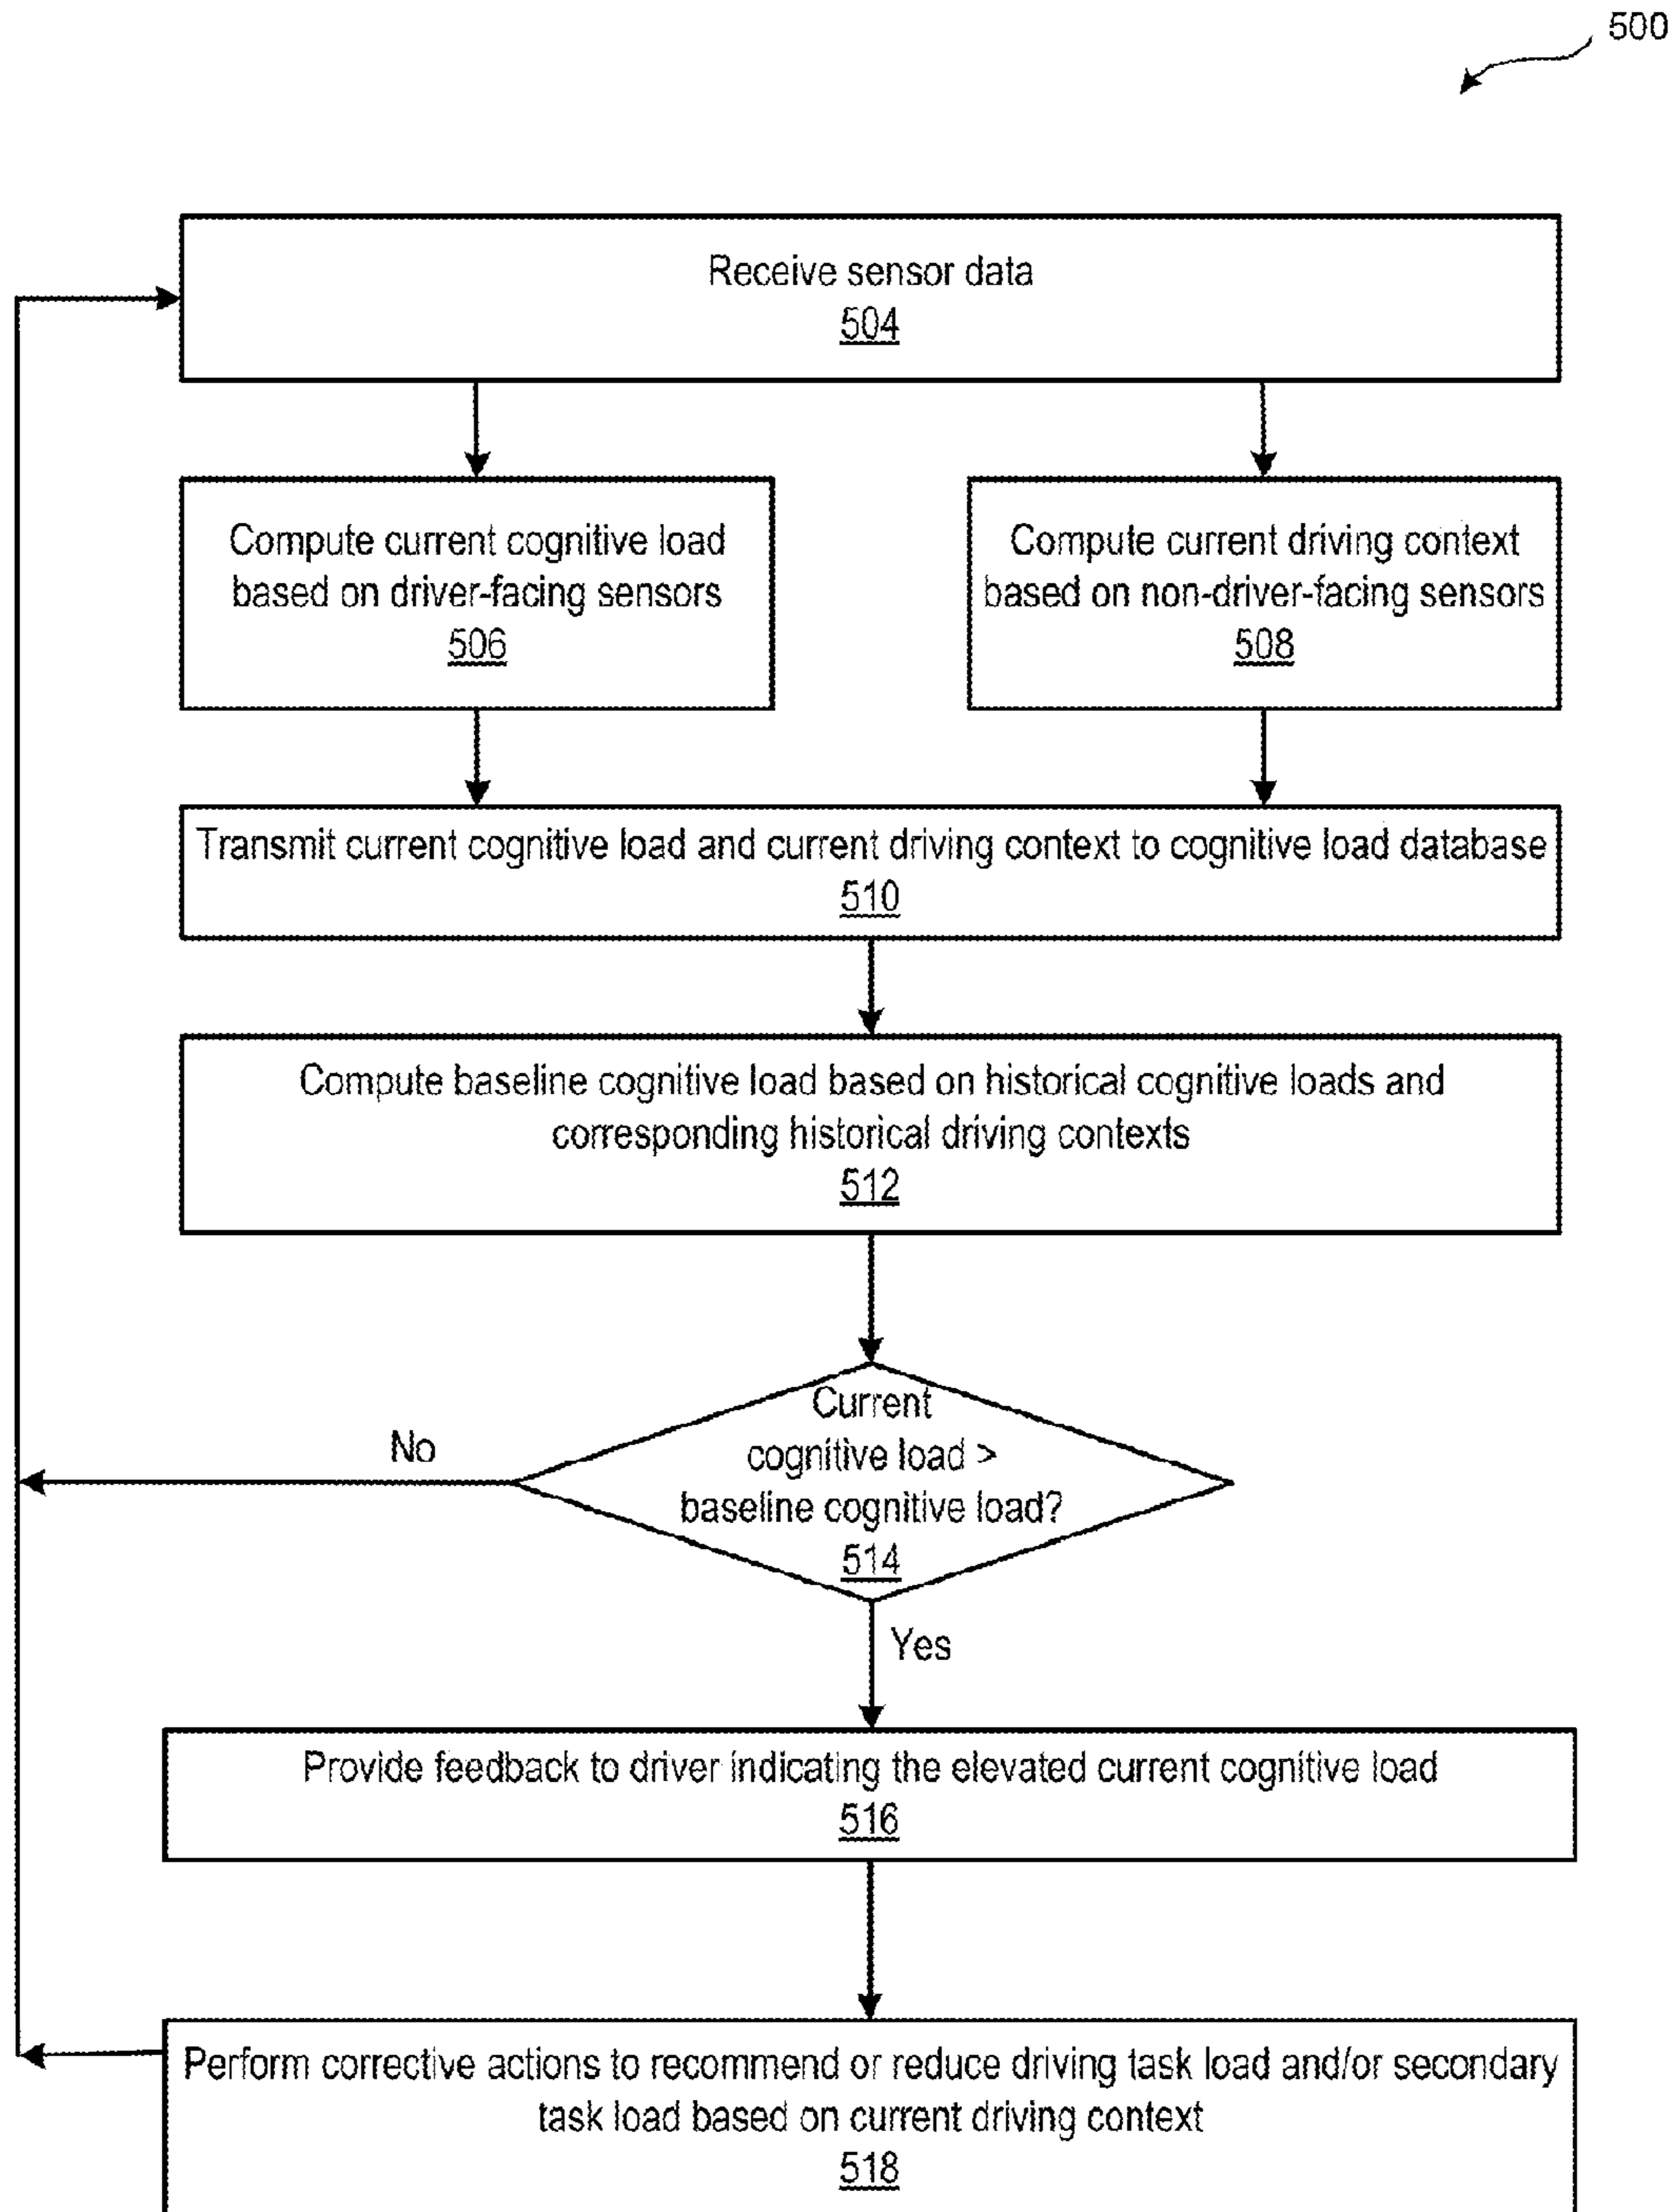 500
Receive sensor data
504
Compute current cognitive load
based on driver-facing sensors
506
Compute current driving context
based on non-driver-facing sensors
508
Transmit current cognitive load and current driving context to cognitive load database
510
Compute baseline cognitive load based on historical cognitive loads and
corresponding historical driving contexts
512
Current
cognitive load >
baseline cognitive load?
514
No
Yes
Provide feedback to driver indicating the elevated current cognitive load
516
Perform corrective actions to recommend or reduce driving task load and/or secondary
task load based on current driving context
518